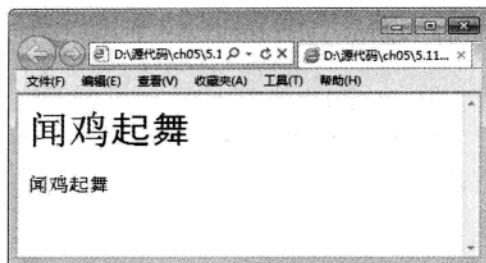 D:\源代码\ch05\5.1
D:\源代码\ch05\5.11...
文件(F) 编辑(E) 查看(V) 收藏夹(A) 工具(T) 帮助(H)
闻鸡起舞
闻鸡起舞